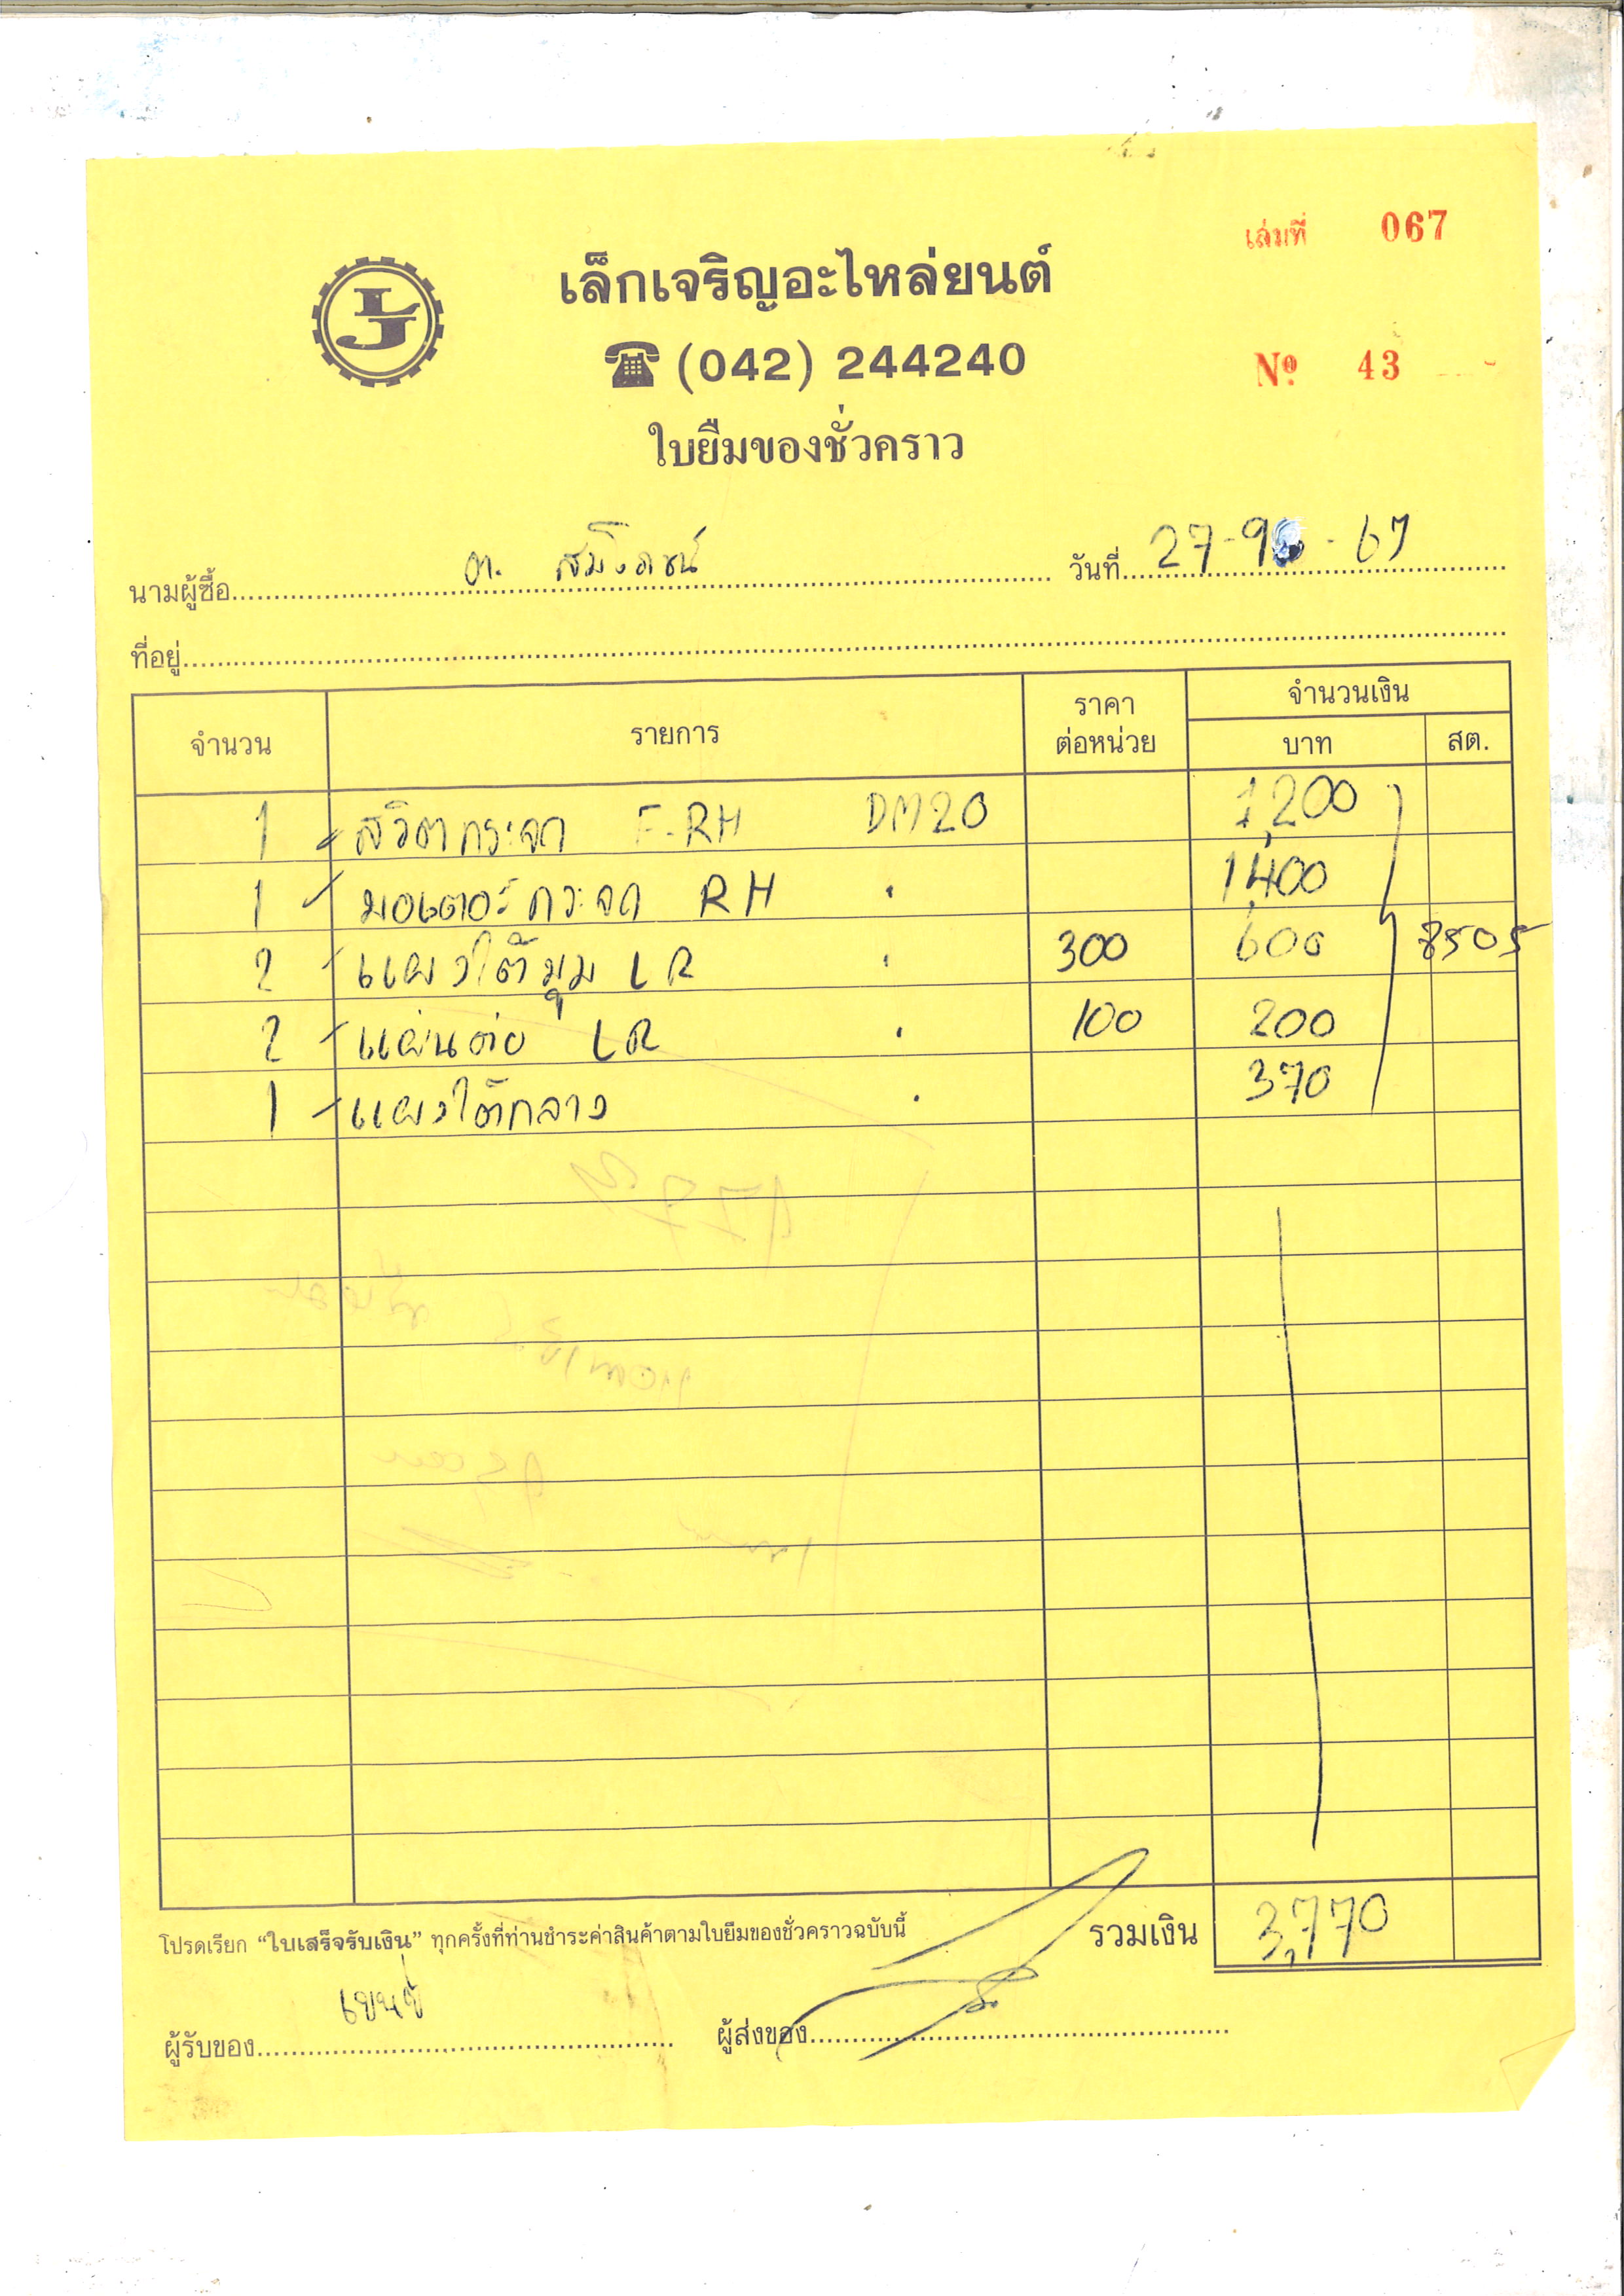 เล่มที่ 067
LJ
เล็กเจริญอะไหล่ยนต์
☎ (042) 244240
Nº 43
ใบยืมของชั่วคราว
นามผู้ซื้อ วันที่ 27-9 - 67
ที่อยู่
จำนวน รายการ ราคาต่อหน่วย จำนวนเงิน
บาท สต.
1 สวิตกระจก F-RH DM20 1,200
1 มอเตอร์กระจก RH 1,400
2 แผงใต้มุม LR 300 600 8505
2 แผ่นต่อ LR 100 200
1 แผงใต้กลาง 370
โปรดเรียก “ใบเสร็จรับเงิน” ทุกครั้งที่ท่านชำระค่าสินค้าตามใบยืมของชั่วคราวฉบับนี้ รวมเงิน 3,770
ผู้รับของ ผู้ส่งของ